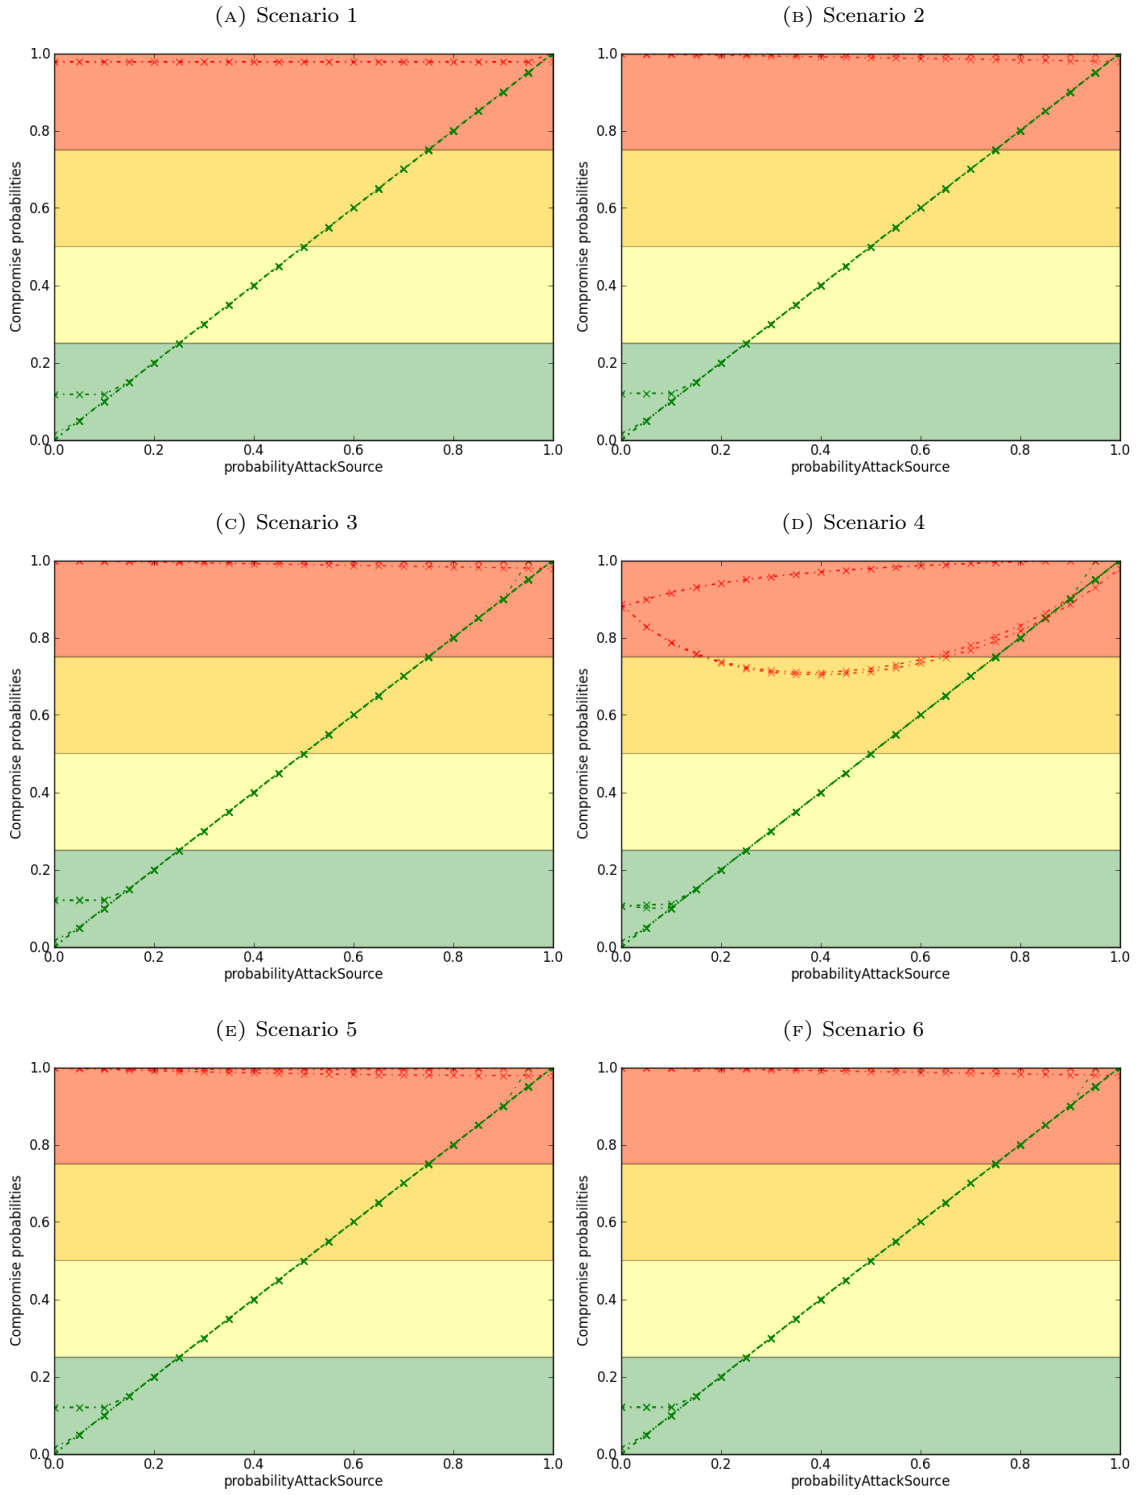 (A) Scenario 1
1.0
0.8
0.6
0.4
0.2
0.0
Compromise probabilities
0.0 0.2 0.4 0.6 0.8 1.0
probabilityAttackSource
(B) Scenario 2
1.0
0.8
0.6
0.4
0.2
0.0
Compromise probabilities
0.0 0.2 0.4 0.6 0.8 1.0
probabilityAttackSource
(C) Scenario 3
1.0
0.8
0.6
0.4
0.2
0.0
Compromise probabilities
0.0 0.2 0.4 0.6 0.8 1.0
probabilityAttackSource
(D) Scenario 4
1.0
0.8
0.6
0.4
0.2
0.0
Compromise probabilities
0.0 0.2 0.4 0.6 0.8 1.0
probabilityAttackSource
(E) Scenario 5
1.0
0.8
0.6
0.4
0.2
0.0
Compromise probabilities
0.0 0.2 0.4 0.6 0.8 1.0
probabilityAttackSource
(F) Scenario 6
1.0
0.8
0.6
0.4
0.2
0.0
Compromise probabilities
0.0 0.2 0.4 0.6 0.8 1.0
probabilityAttackSource